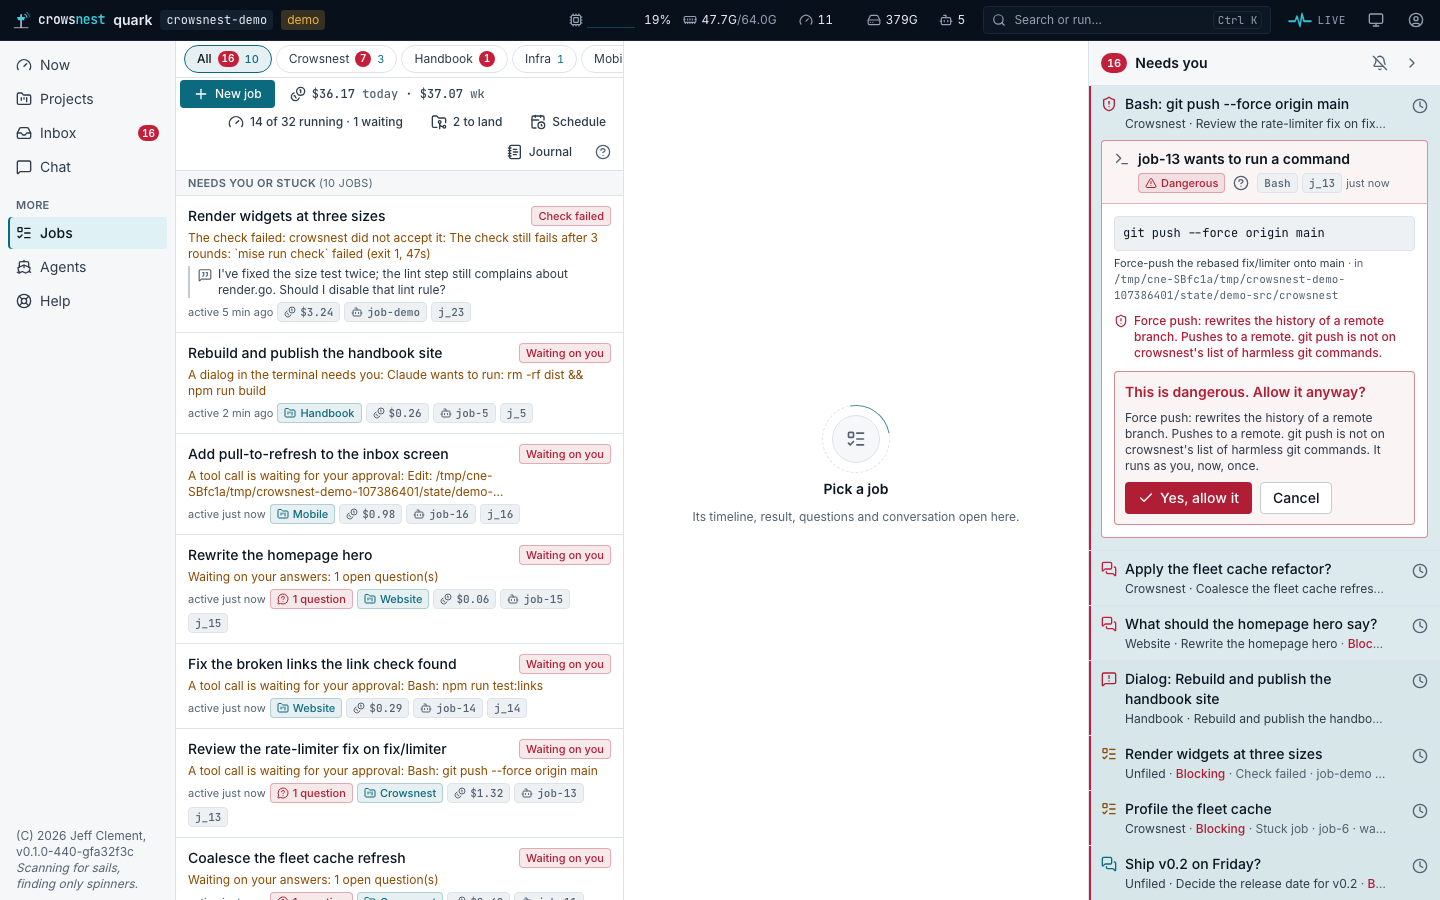 crowsnest quark crowsnest-demo demo
19% 47.7G/64.0G 11 379G 5
Search or run... Ctrl K
LIVE
Now
Projects
Inbox 16
Chat
MORE
Jobs
Agents
Help
(C) 2026 Jeff Clement,
v0.1.0-440-gfa32f3c
Scanning for sails,
finding only spinners.
All 16 10 Crowsnest 7 3 Handbook 1 Infra 1 Mobi
New job $36.17 today · $37.07 wk
14 of 32 running · 1 waiting 2 to land Schedule
Journal
NEEDS YOU OR STUCK (10 JOBS)
Render widgets at three sizes Check failed
The check failed: crowsnest did not accept it: The check still fails after 3
rounds: `mise run check` failed (exit 1, 47s)
I've fixed the size test twice; the lint step still complains about
render.go. Should I disable that lint rule?
active 5 min ago $3.24 job-demo j_23
Rebuild and publish the handbook site Waiting on you
A dialog in the terminal needs you: Claude wants to run: rm -rf dist &&
npm run build
active 2 min ago Handbook $0.26 job-5 j_5
Add pull-to-refresh to the inbox screen Waiting on you
A tool call is waiting for your approval: Edit: /tmp/cne-
SBfc1a/tmp/crowsnest-demo-107386401/state/demo-...
active just now Mobile $0.98 job-16 j_16
Rewrite the homepage hero Waiting on you
Waiting on your answers: 1 open question(s)
active just now 1 question Website $0.06 job-15
j_15
Fix the broken links the link check found Waiting on you
A tool call is waiting for your approval: Bash: npm run test:links
active just now Website $0.29 job-14 j_14
Review the rate-limiter fix on fix/limiter Waiting on you
A tool call is waiting for your approval: Bash: git push --force origin main
active just now 1 question Crowsnest $1.32 job-13
j_13
Coalesce the fleet cache refresh Waiting on you
Waiting on your answers: 1 open question(s)
Pick a job
Its timeline, result, questions and conversation open here.
16 Needs you
Bash: git push --force origin main
Crowsnest · Review the rate-limiter fix on fix...
job-13 wants to run a command
Dangerous Bash j_13 just now
git push --force origin main
Force-push the rebased fix/limiter onto main · in
/tmp/cne-SBfc1a/tmp/crowsnest-demo-
107386401/state/demo-src/crowsnest
Force push: rewrites the history of a remote
branch. Pushes to a remote. git push is not on
crowsnest's list of harmless git commands.
This is dangerous. Allow it anyway?
Force push: rewrites the history of a remote
branch. Pushes to a remote. git push is not on
crowsnest's list of harmless git commands. It
runs as you, now, once.
Yes, allow it Cancel
Apply the fleet cache refactor?
Crowsnest · Coalesce the fleet cache refres...
What should the homepage hero say?
Website · Rewrite the homepage hero · Bloc...
Dialog: Rebuild and publish the
handbook site
Handbook · Rebuild and publish the handbo...
Render widgets at three sizes
Unfiled · Blocking · Check failed · job-demo ...
Profile the fleet cache
Crowsnest · Blocking · Stuck job · job-6 · wa...
Ship v0.2 on Friday?
Unfiled · Decide the release date for v0.2 · B...